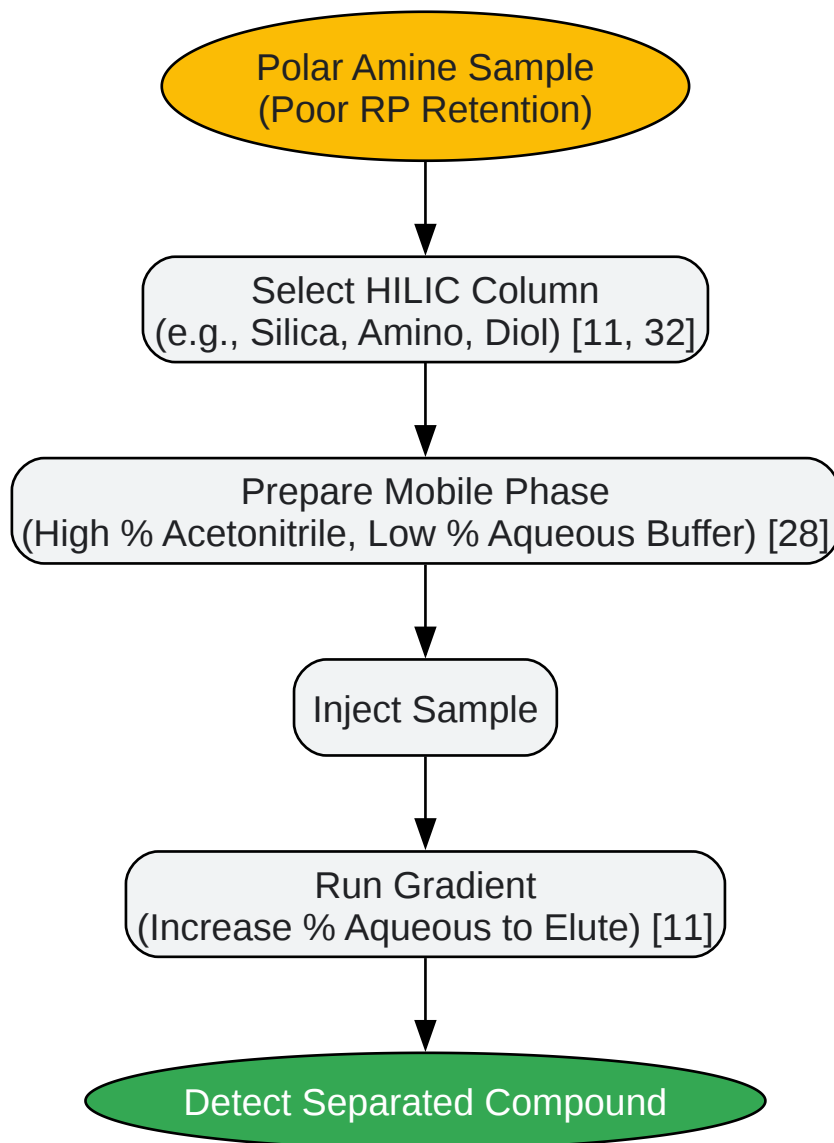 Polar Amine Sample
(Poor RP Retention)
Select HILIC Column
(e.g., Silica, Amino, Diol) [11, 32]
Prepare Mobile Phase
(High % Acetonitrile, Low % Aqueous Buffer) [28]
Inject Sample
Run Gradient
(Increase % Aqueous to Elute) [11]
Detect Separated Compound